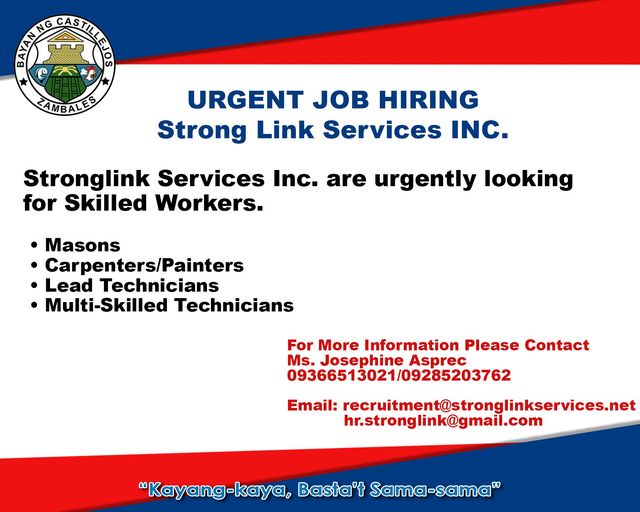 BAYAN NG CASTILLEJOS
ZAMBALES
URGENT JOB HIRING
Strong Link Services INC.
Stronglink Services Inc. are urgently looking
for Skilled Workers.
• Masons
• Carpenters/Painters
• Lead Technicians
• Multi-Skilled Technicians
For More Information Please Contact
Ms. Josephine Asprec
09366513021/09285203762
Email: recruitment@stronglinkservices.net
hr.stronglink@gmail.com
"Kayang-kaya, Basta't Sama-sama"